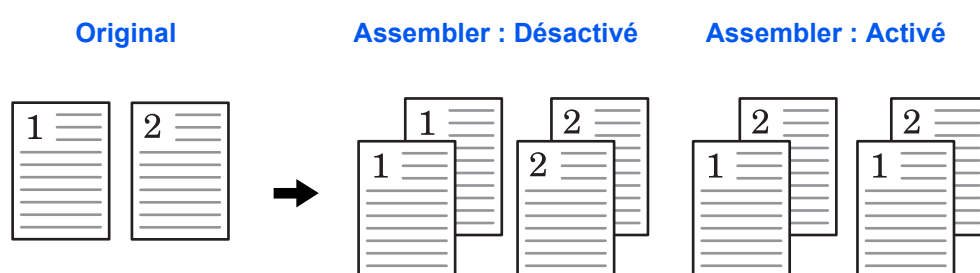 Original
Assembler : Désactivé
Assembler : Activé
1 2
1 2 2 2
1 2 1 1